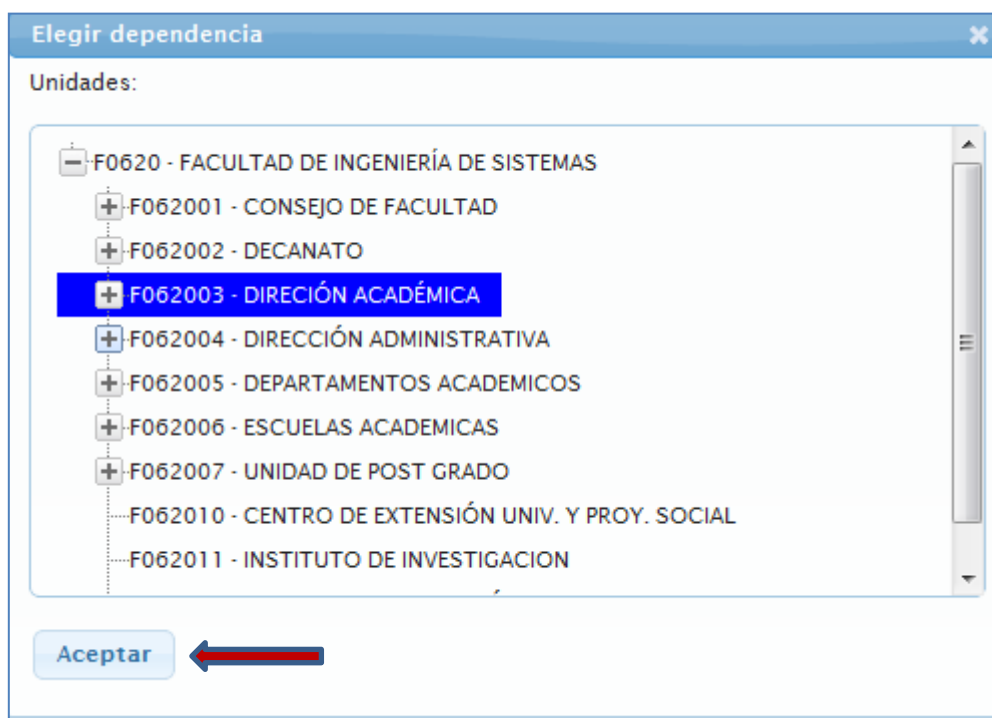 Elegir dependencia
Unidades:
F0620 - FACULTAD DE INGENIERÍA DE SISTEMAS
F062001 - CONSEJO DE FACULTAD
F062002 - DECANATO
F062003 - DIRECIÓN ACADÉMICA
F062004 - DIRECCIÓN ADMINISTRATIVA
F062005 - DEPARTAMENTOS ACADEMICOS
F062006 - ESCUELAS ACADEMICAS
F062007 - UNIDAD DE POST GRADO
F062010 - CENTRO DE EXTENSIÓN UNIV. Y PROY. SOCIAL
F062011 - INSTITUTO DE INVESTIGACION
Aceptar